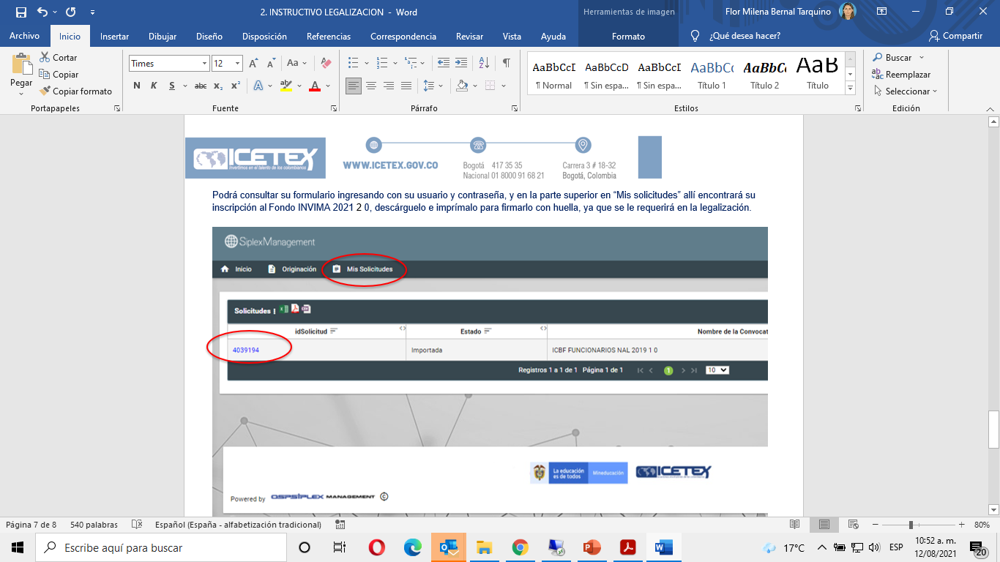 2. INSTRUCTIVO LEGALIZACION - Word
Herramientas de imagen
Flor Milena Bernal Tarquino
Archivo Inicio Insertar Dibujar Diseño Disposición Referencias Correspondencia Revisar Vista Ayuda Formato ¿Qué desea hacer? Compartir
Pegar
Cortar
Copiar
Copiar formato
Portapapeles
Times 12
N K S abc x₂ x²
Fuente
Párrafo
AaBbCcI AaBbCcD AaBbCcI AaBbCc AaBbCc AaB
¶ Normal ¶ Sin espa... ¶ Sin espa... Título 1 Título 2 Título
Estilos
Buscar
Reemplazar
Seleccionar
Edición
ICETEX
Invertimos en el talento de los colombianos
WWW.ICETEX.GOV.CO
Bogotá 417 35 35
Nacional 01 8000 91 68 21
Carrera 3 # 18-32
Bogotá, Colombia
Podrá consultar su formulario ingresando con su usuario y contraseña, y en la parte superior en “Mis solicitudes” allí encontrará su
inscripción al Fondo INVIMA 2021 2 0, descárguelo e imprímalo para firmarlo con huella, ya que se le requerirá en la legalización.
SiplexManagement
Inicio Originación Mis Solicitudes
Solicitudes
idSolicitud Estado Nombre de la Convocat
4039194 Importada ICBF FUNCIONARIOS NAL 2019 1 0
Registros 1 a 1 de 1 Página 1 de 1 1 10
La educación
es de todos
Mineducación
ICETEX
Powered by QSPSIPLEX MANAGEMENT ©
Página 7 de 8 540 palabras Español (España - alfabetización tradicional) 80%
Escribe aquí para buscar
17°C ESP
10:52 a. m.
12/08/2021
20